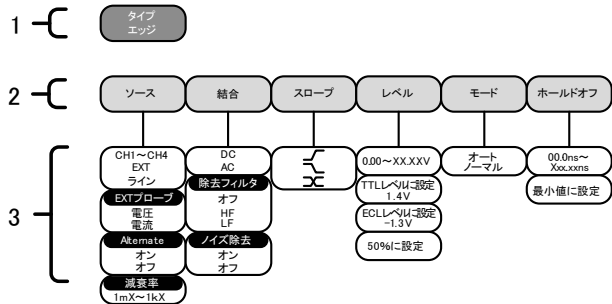 1
タイプ
エッジ
2
ソース
結合
スロープ
レベル
モード
ホールドオフ
3
CH1～CH4
EXT
ライン
EXTプローブ
電圧
電流
Alternate
オン
オフ
減衰率
1mX～1kX
DC
AC
除去フィルタ
オフ
HF
LF
ノイズ除去
オン
オフ
0.00～XX.XXV
TTLレベルに設定
1.4V
ECLレベルに設定
-1.3V
50%に設定
オート
ノーマル
00.0ns～
Xxx.xxns
最小値に設定